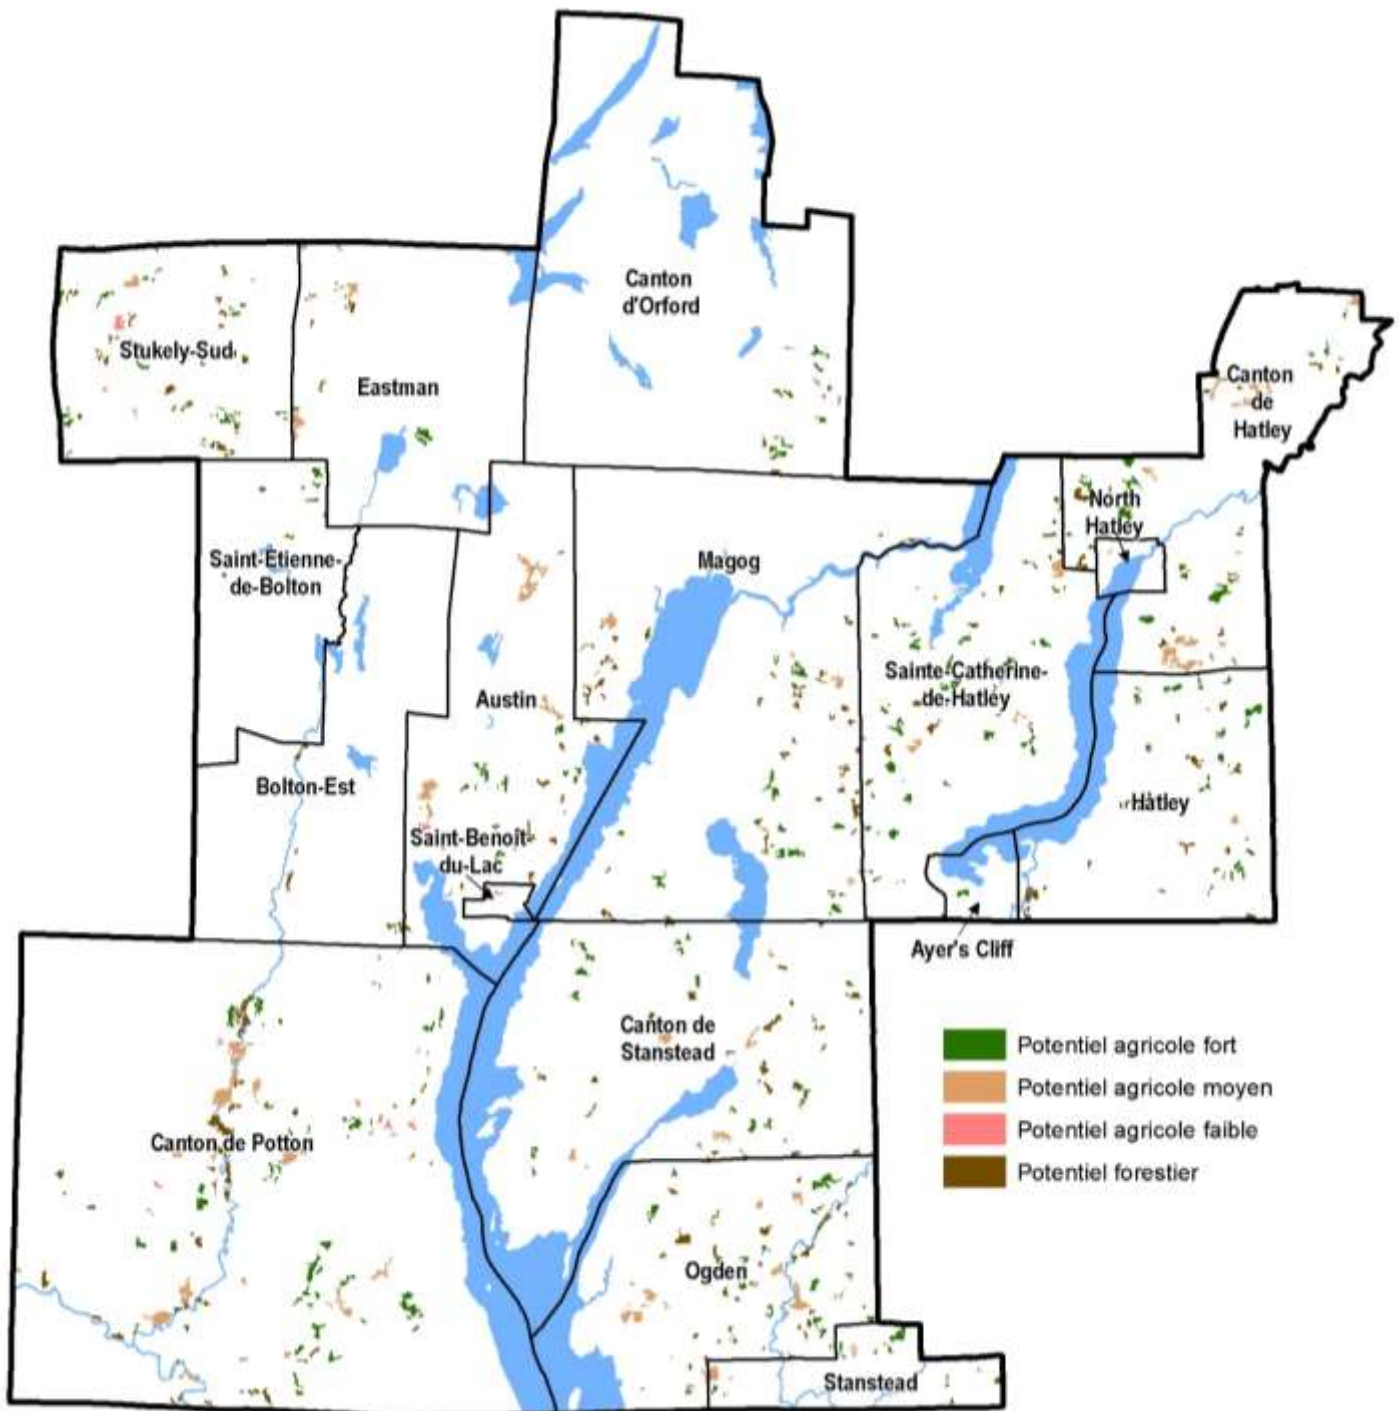 Canton
d'Orford
Stukely-Sud
Eastman
Canton
de
Hatley
North
Hatley
Saint-Etienne-
de-Bolton
Magog
Sainte-Catherine-
de-Hatley
Austin
Bolton-Est
Hatley
Saint-Benoît-
du-Lac
Ayer's Cliff
Canton de
Stanstead
Potentiel agricole fort
Potentiel agricole moyen
Potentiel agricole faible
Potentiel forestier
Canton de Potton
Ogden
Stanstead